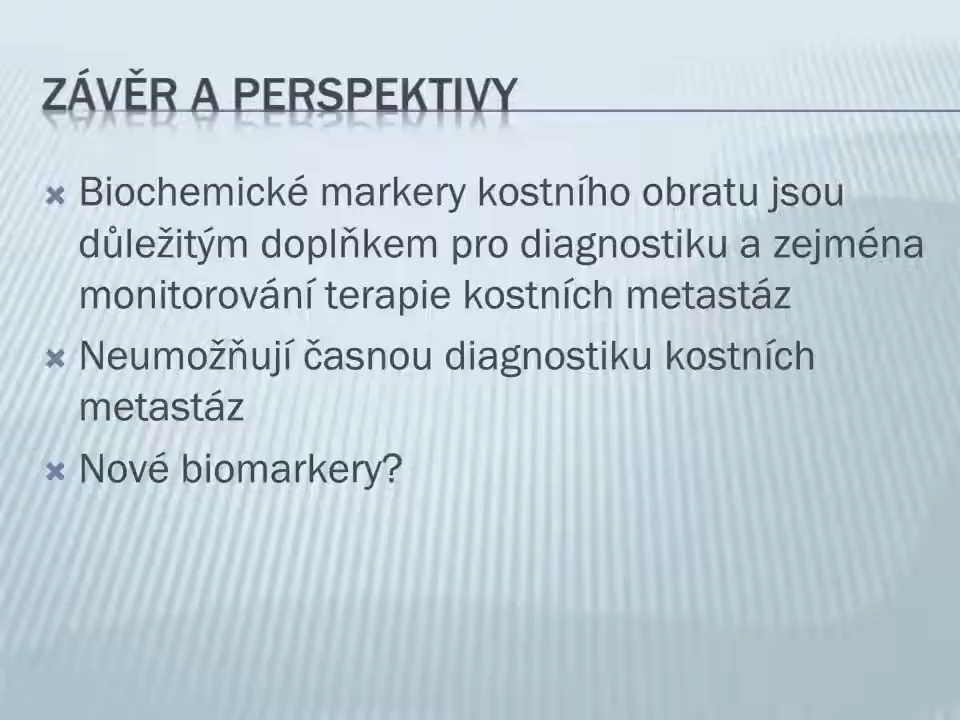 ZÁVĚR A PERSPEKTIVY
Biochemické markery kostního obratu jsou
důležitým doplňkem pro diagnostiku a zejména
monitorování terapie kostních metastáz
Neumožňují časnou diagnostiku kostních
metastáz
Nové biomarkery?